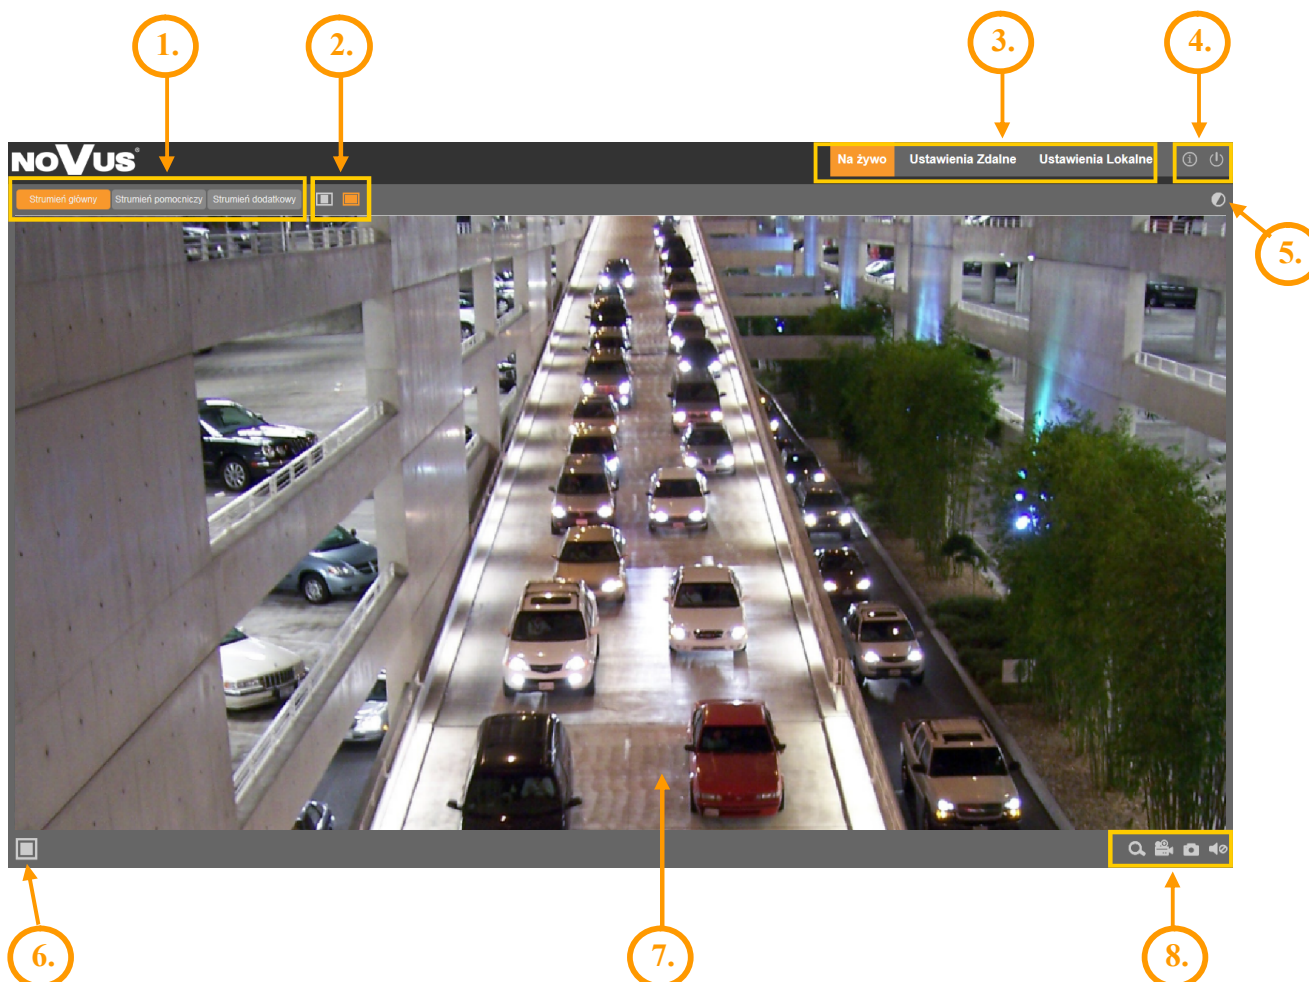 1.
2.
3.
4.
NOVUS®
Na żywo Ustawienia Zdalne Ustawienia Lokalne
Strumień główny Strumień pomocniczy Strumień dodatkowy
5.
6.
7.
8.